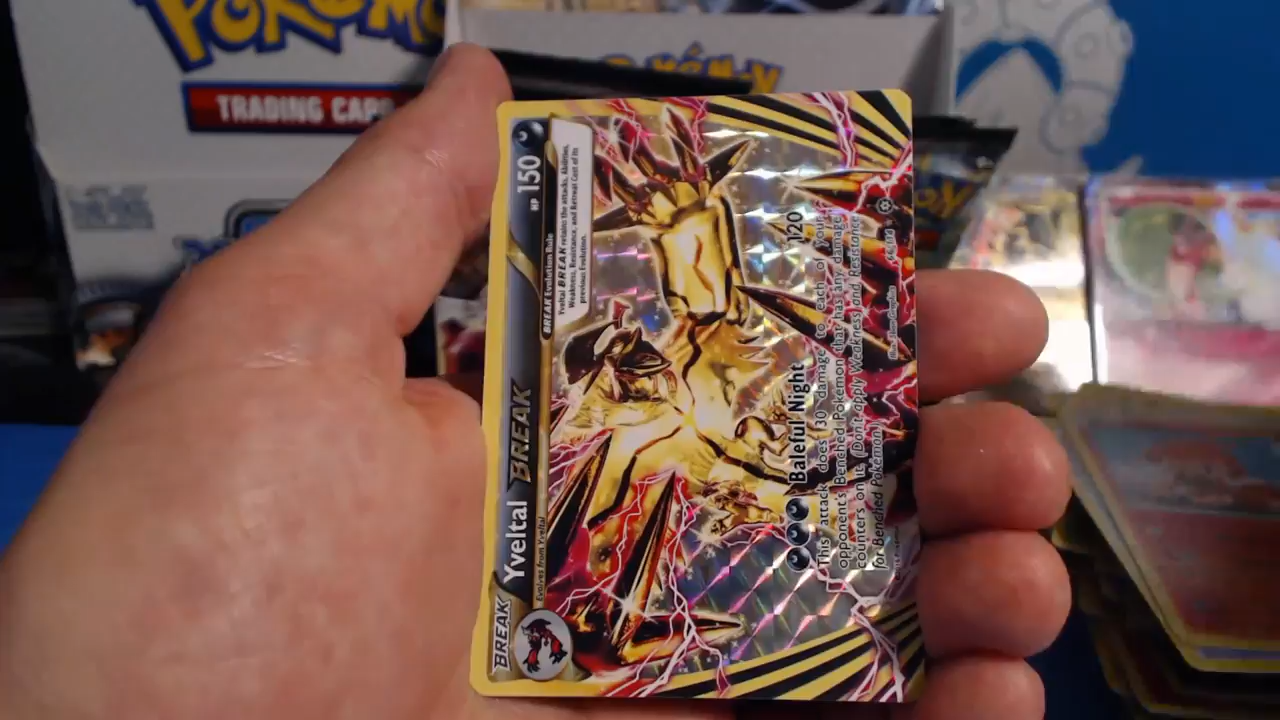 POKéMO
TRADING CARD
POKéMON
BREAK
Yveltal BREAK
HP 150
Evolves from Yveltal
BREAK Evolution Rule
Yveltal BREAK retains the attacks, Abilities,
Weakness, Resistance, and Retreat Cost of its
previous Evolution.
Baleful Night 120
This attack does 30 damage to each of your
opponent's Benched Pokémon that has any damage
counters on it. (Don't apply Weakness and Resistance
for Benched Pokémon.)